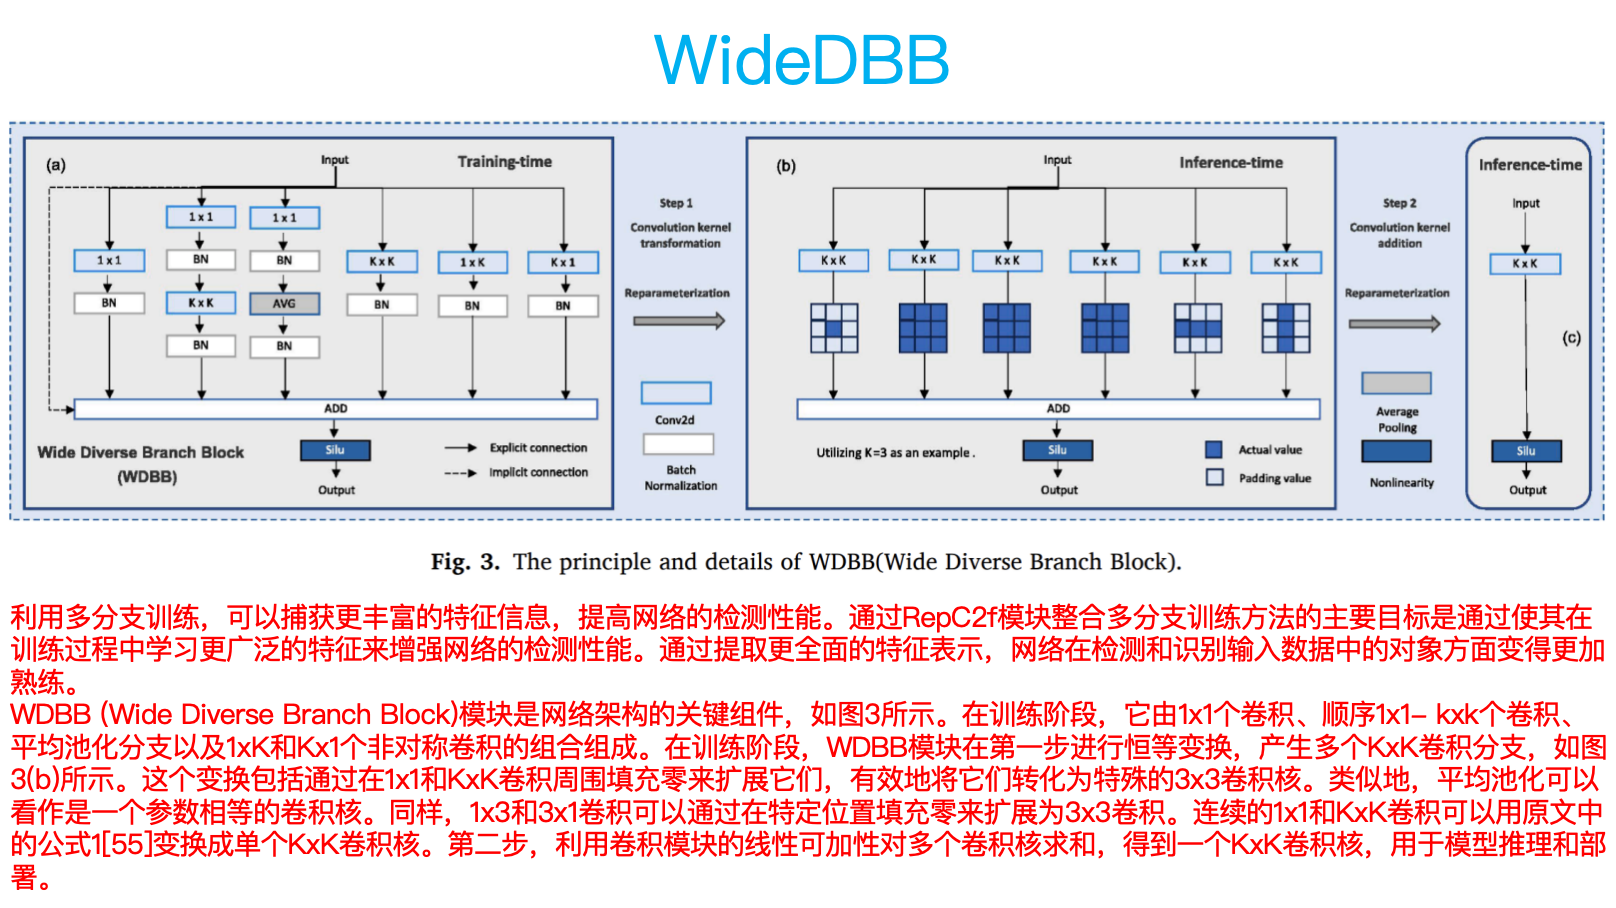 WideDBB
(a)
Input
Training-time
1 x 1
1 x 1
1 x 1
BN
BN
K x K
1 x K
K x 1
BN
K x K
AVG
BN
BN
BN
BN
BN
ADD
Wide Diverse Branch Block
(WDBB)
Silu
Output
Explicit connection
Implicit connection
Step 1
Convolution kernel
transformation
Reparameterization
Conv2d
Batch
Normalization
(b)
Input
Inference-time
K x K
K x K
K x K
K x K
K x K
K x K
ADD
Utilizing K=3 as an example .
Silu
Output
Actual value
Padding value
Step 2
Convolution kernel
addition
Reparameterization
Average
Pooling
Nonlinearity
Inference-time
Input
K x K
(c)
Silu
Output
Fig. 3. The principle and details of WDBB(Wide Diverse Branch Block).
利用多分支训练，可以捕获更丰富的特征信息，提高网络的检测性能。通过RepC2f模块整合多分支训练方法的主要目标是通过使其在
训练过程中学习更广泛的特征来增强网络的检测性能。通过提取更全面的特征表示，网络在检测和识别输入数据中的对象方面变得更加
熟练。
WDBB (Wide Diverse Branch Block)模块是网络架构的关键组件，如图3所示。在训练阶段，它由1x1个卷积、顺序1x1– kxk个卷积、
平均池化分支以及1xK和Kx1个非对称卷积的组合组成。在训练阶段，WDBB模块在第一步进行恒等变换，产生多个KxK卷积分支，如图
3(b)所示。这个变换包括通过在1x1和KxK卷积周围填充零来扩展它们，有效地将它们转化为特殊的3x3卷积核。类似地，平均池化可以
看作是一个参数相等的卷积核。同样，1x3和3x1卷积可以通过在特定位置填充零来扩展为3x3卷积。连续的1x1和KxK卷积可以用原文中
的公式1[55]变换成单个KxK卷积核。第二步，利用卷积模块的线性可加性对多个卷积核求和，得到一个KxK卷积核，用于模型推理和部
署。